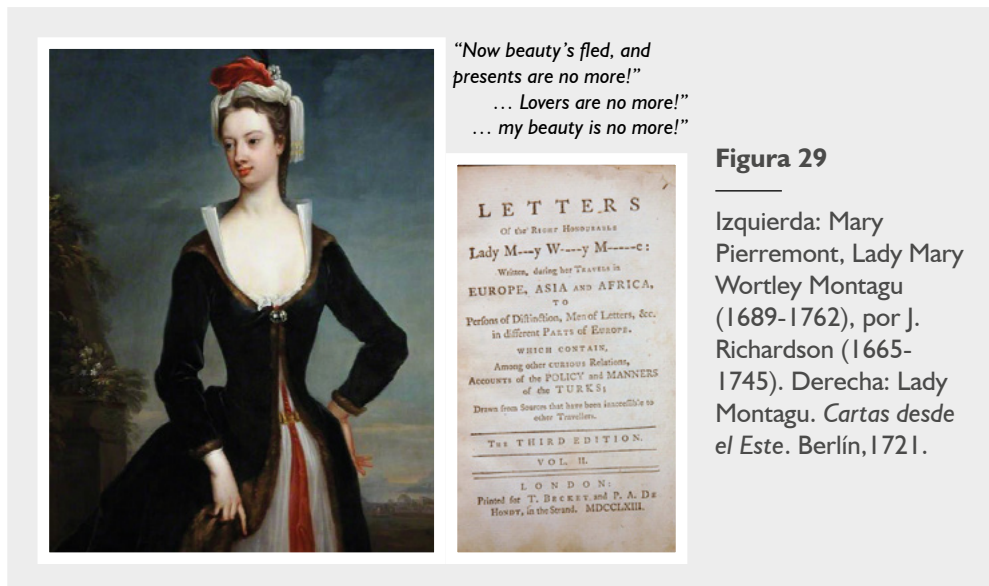 “Now beauty’s fled, and
presents are no more!”
… Lovers are no more!”
… my beauty is no more!”
LETTERS
Of the RIGHT HONOURABLE
Lady M---y W----y M-----e:
Written, during her TRAVELS in
EUROPE, ASIA AND AFRICA,
TO
Persons of Distinction, Men of Letters, &c.
in different PARTS of EUROPE.
WHICH CONTAIN,
Among other CURIOUS Relations,
ACCOUNTS of the POLICY and MANNERS
of the TURKS;
Drawn from Sources that have been inaccessible to
other Travellers.
THE THIRD EDITION.
VOL. II.
LONDON:
Printed for T. BECKET and P. A. DE
HONDT, in the Strand. MDCCLXIII.
Figura 29
Izquierda: Mary
Pierremont, Lady Mary
Wortley Montagu
(1689-1762), por J.
Richardson (1665-
1745). Derecha: Lady
Montagu. Cartas desde
el Este. Berlín,1721.